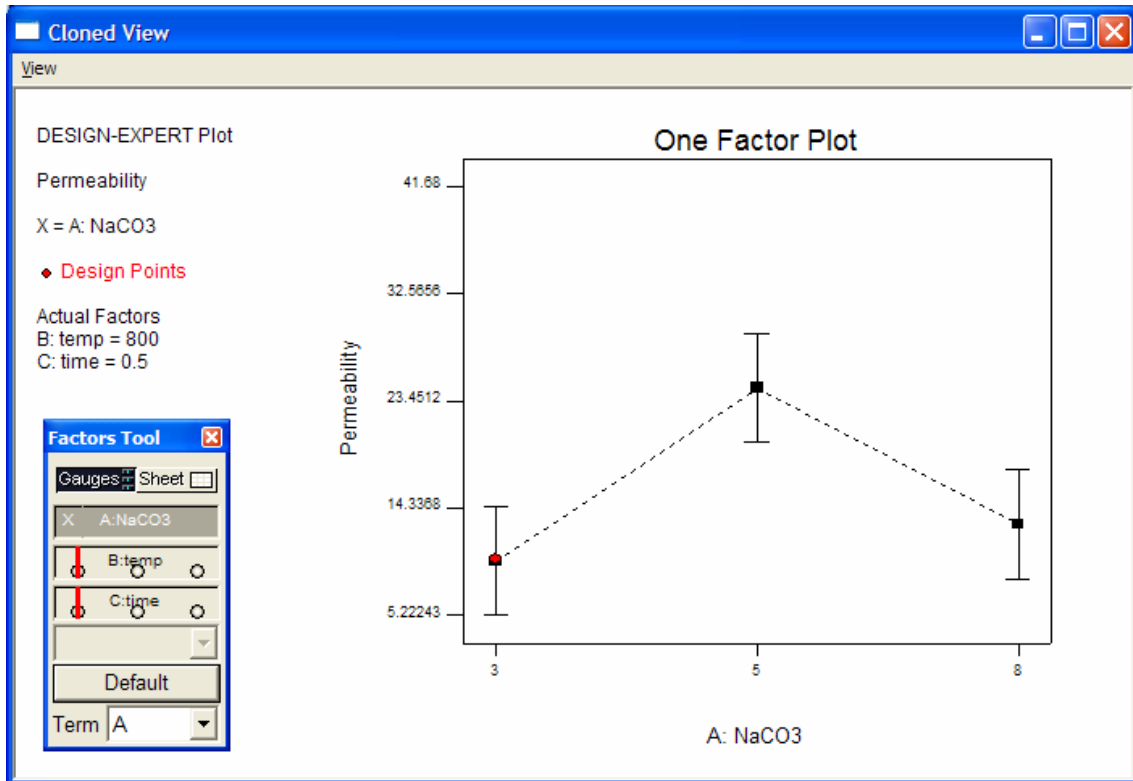 Cloned View
View
DESIGN-EXPERT Plot
Permeability
X = A: NaCO3
Design Points
Actual Factors
B: temp = 800
C: time = 0.5
Factors Tool
Gauges Sheet
X A:NaCO3
B:temp
C:time
Default
Term A
One Factor Plot
Permeability
41.68
32.5656
23.4512
14.3368
5.22243
3 5 8
A: NaCO3